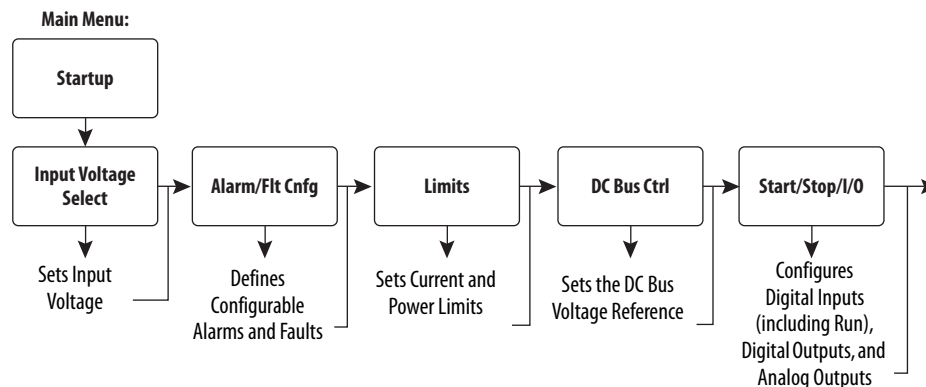 Main Menu:
Startup
Input Voltage
Select
Alarm/Flt Cnfg
Limits
DC Bus Ctrl
Start/Stop/I/O
Sets Input
Voltage
Defines
Configurable
Alarms and Faults
Sets Current and
Power Limits
Sets the DC Bus
Voltage Reference
Configures
Digital Inputs
(including Run),
Digital Outputs, and
Analog Outputs